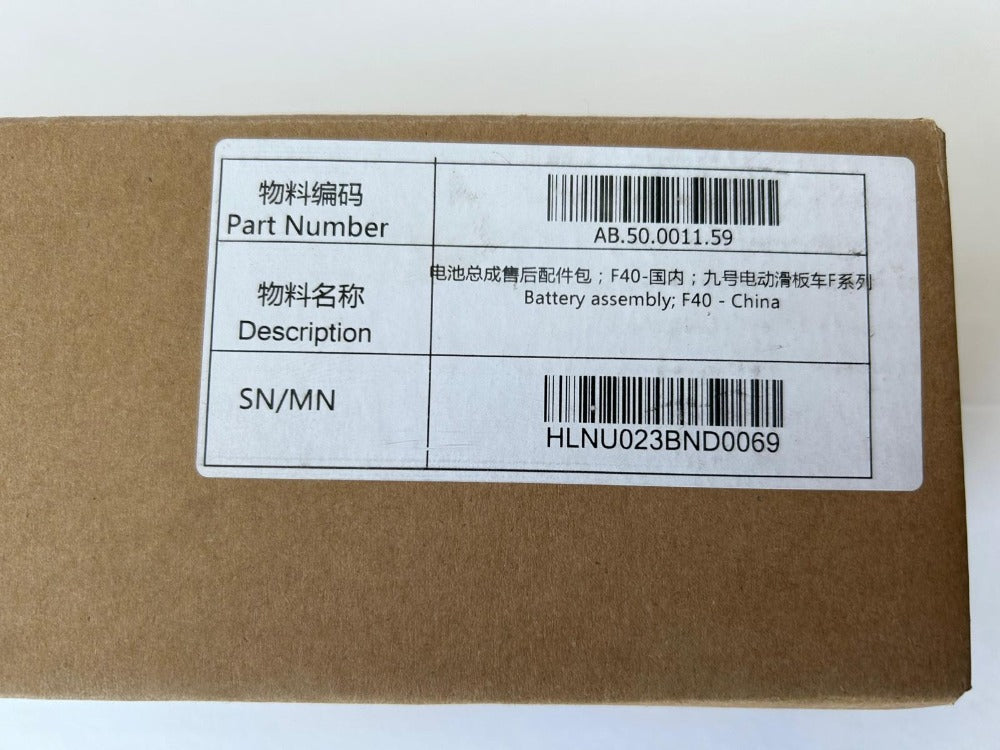 物料编码
Part Number
AB.50.0011.59
物料名称
Description
电池总成售后配件包；F40-国内；九号电动滑板车F系列
Battery assembly; F40 - China
SN/MN
HLNU023BND0069